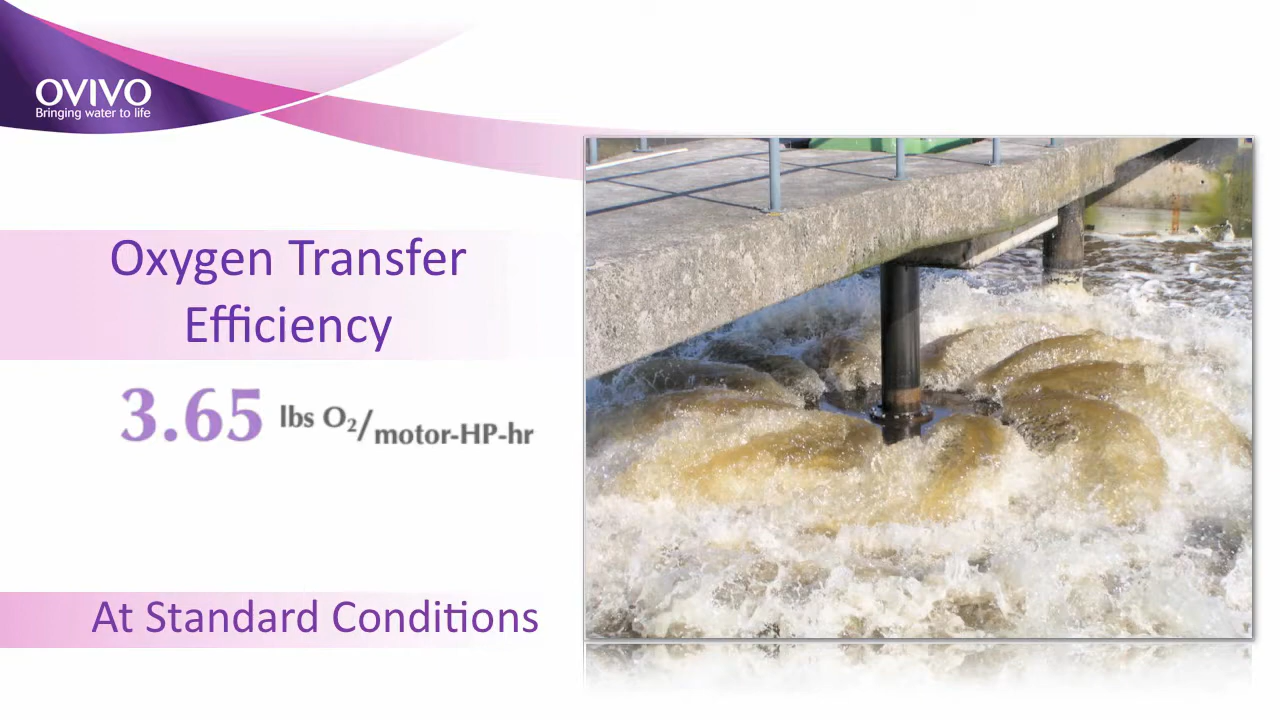 OVIVO
Bringing water to life
Oxygen Transfer
Efficiency
3.65 lbs O₂/motor-HP-hr
At Standard Conditions